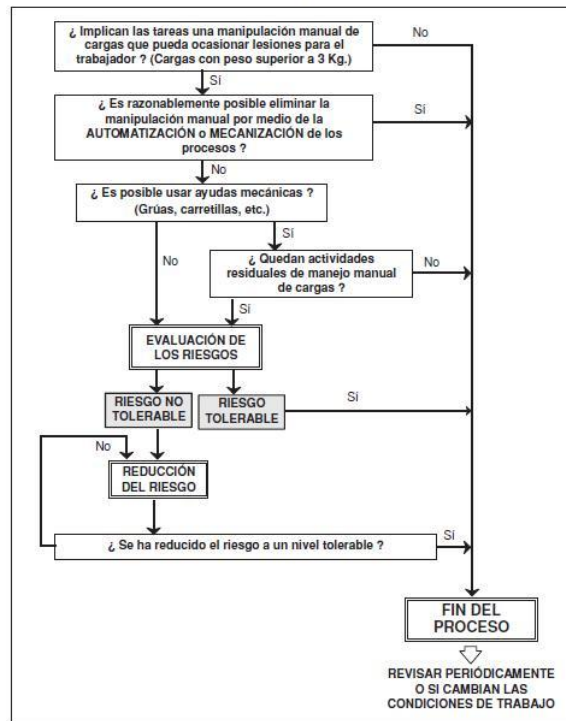 ¿ Implican las tareas una manipulación manual de
cargas que pueda ocasionar lesiones para el
trabajador ? (Cargas con peso superior a 3 Kg.)
No
Sí
¿ Es razonablemente posible eliminar la
manipulación manual por medio de la
AUTOMATIZACIÓN o MECANIZACIÓN de los
procesos ?
Sí
No
¿ Es posible usar ayudas mecánicas ?
(Grúas, carretillas, etc.)
Sí
No
¿ Quedan actividades
residuales de manejo manual
de cargas ?
No
Sí
EVALUACIÓN DE
LOS RIESGOS
RIESGO NO
TOLERABLE
RIESGO
TOLERABLE
Sí
No
REDUCCIÓN
DEL RIESGO
¿ Se ha reducido el riesgo a un nivel tolerable ?
Sí
FIN DEL
PROCESO
REVISAR PERIÓDICAMENTE
O SI CAMBIAN LAS
CONDICIONES DE TRABAJO